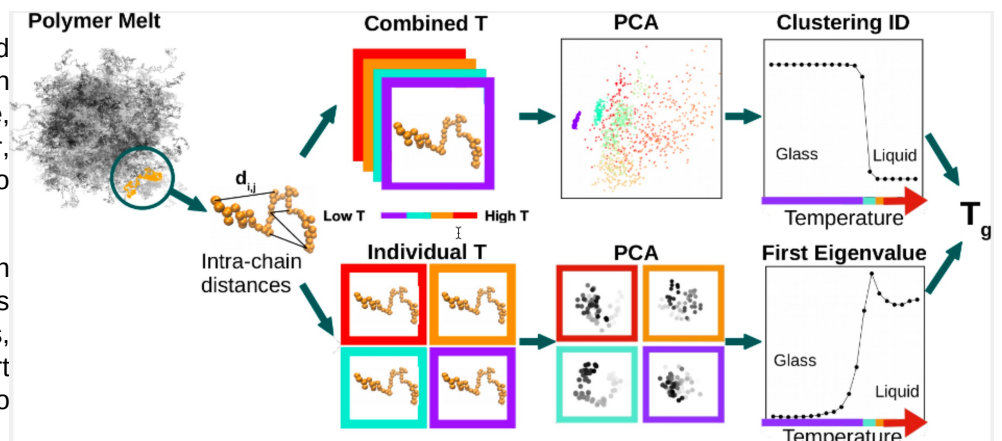 Polymer Melt
Combined T
PCA
Clustering ID
d
n
e,
r,
o
Glass
Liquid
Temperature
d i,j
Low T
High T
Intra-chain
distances
T g
Individual T
PCA
First Eigenvalue
n
s
s,
rt
o
Glass
Liquid
Temperature